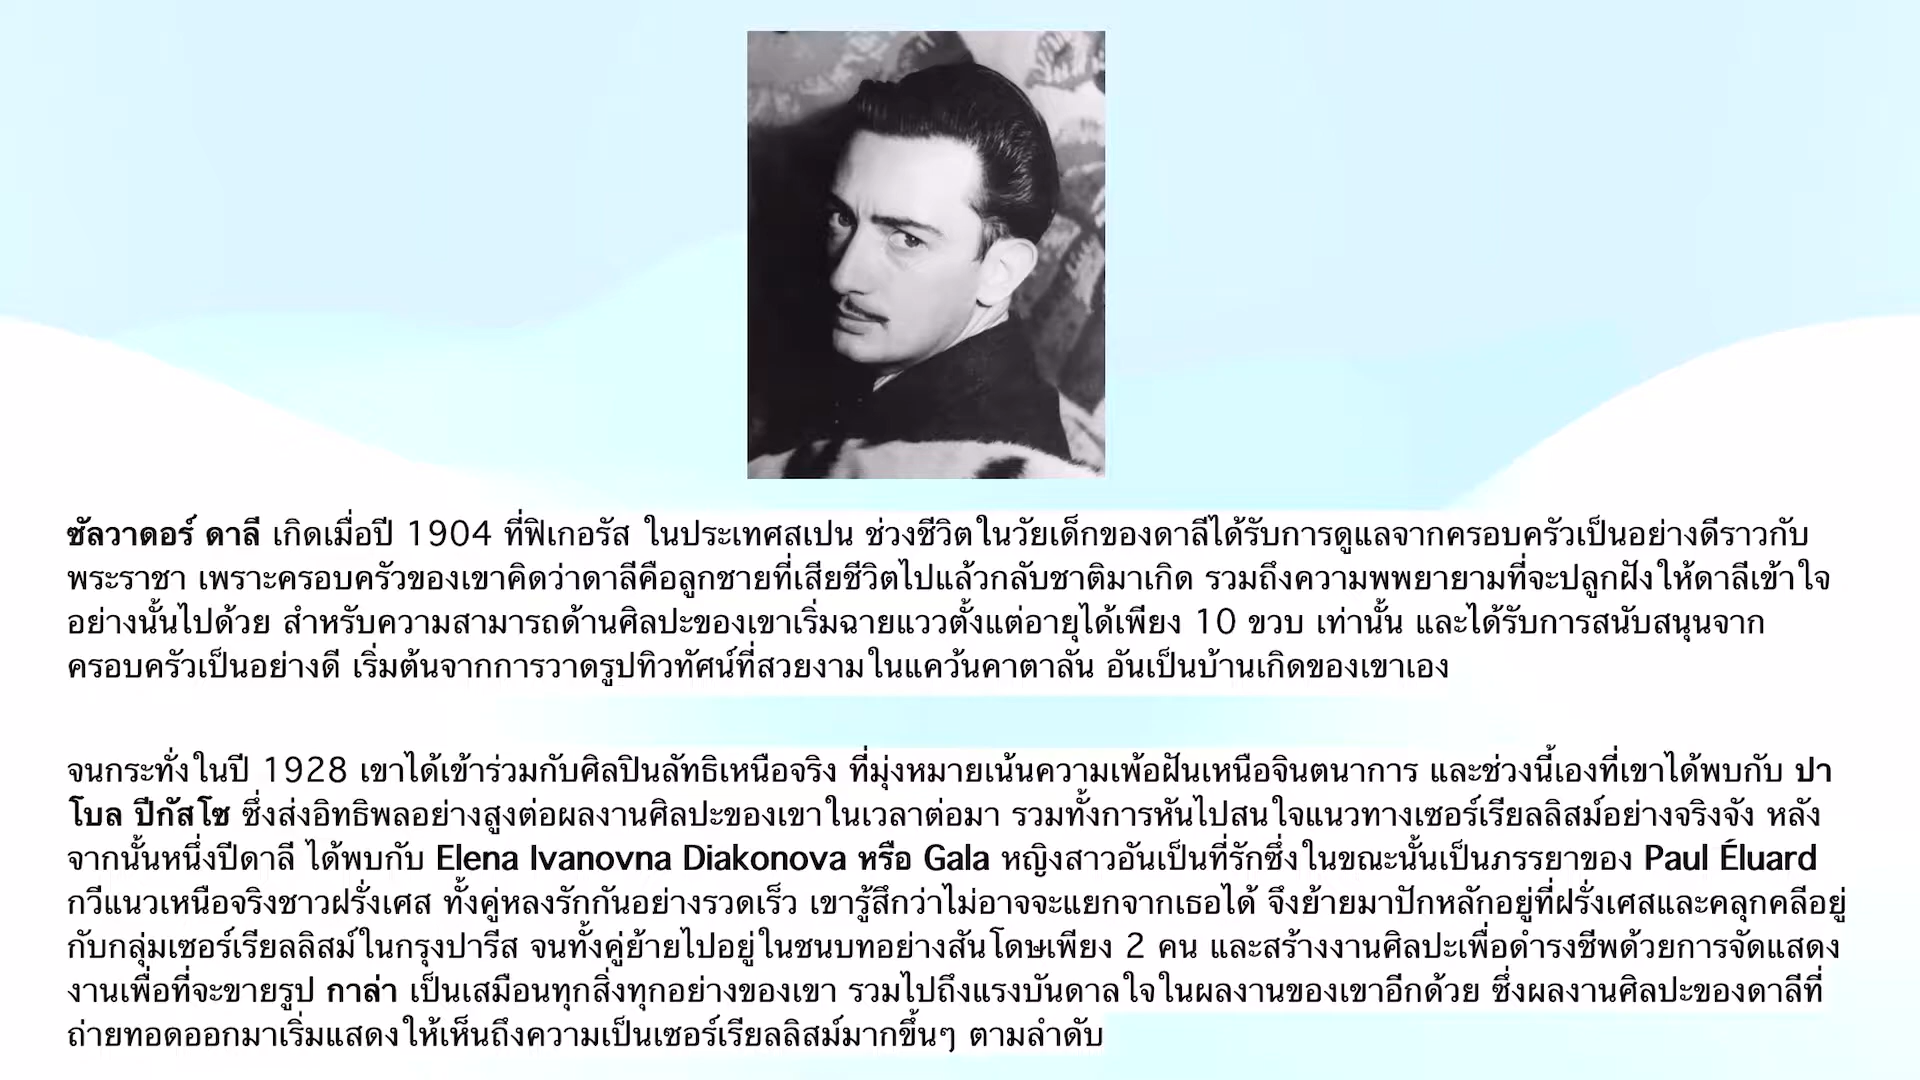 ซัลวาดอร์ ดาลี เกิดเมื่อปี 1904 ที่ฟิเกอรัส ในประเทศสเปน ช่วงชีวิตในวัยเด็กของดาลีได้รับการดูแลจากครอบครัวเป็นอย่างดีราวกับ
พระราชา เพราะครอบครัวของเขาคิดว่าดาลีคือลูกชายที่เสียชีวิตไปแล้วกลับชาติมาเกิด รวมถึงความพพยายามที่จะปลูกฝังให้ดาลีเข้าใจ
อย่างนั้นไปด้วย สำหรับความสามารถด้านศิลปะของเขาเริ่มฉายแววตั้งแต่อายุได้เพียง 10 ขวบ เท่านั้น และได้รับการสนับสนุนจาก
ครอบครัวเป็นอย่างดี เริ่มต้นจากการวาดรูปทิวทัศน์ที่สวยงามในแคว้นคาตาลัน อันเป็นบ้านเกิดของเขาเอง
จนกระทั่งในปี 1928 เขาได้เข้าร่วมกับศิลปินลัทธิเหนือจริง ที่มุ่งหมายเน้นความเพ้อฝันเหนือจินตนาการ และช่วงนี้เองที่เขาได้พบกับ ปา
โบล ปีกัสโซ ซึ่งส่งอิทธิพลอย่างสูงต่อผลงานศิลปะของเขาในเวลาต่อมา รวมทั้งการหันไปสนใจแนวทางเซอร์เรียลลิสม์อย่างจริงจัง หลัง
จากนั้นหนึ่งปีดาลี ได้พบกับ Elena Ivanovna Diakonova หรือ Gala หญิงสาวอันเป็นที่รักซึ่งในขณะนั้นเป็นภรรยาของ Paul Éluard
กวีแนวเหนือจริงชาวฝรั่งเศส ทั้งคู่หลงรักกันอย่างรวดเร็ว เขารู้สึกว่าไม่อาจจะแยกจากเธอได้ จึงย้ายมาปักหลักอยู่ที่ฝรั่งเศสและคลุกคลีอยู่
กับกลุ่มเซอร์เรียลลิสม์ในกรุงปารีส จนทั้งคู่ย้ายไปอยู่ในชนบทอย่างสันโดษเพียง 2 คน และสร้างงานศิลปะเพื่อดำรงชีพด้วยการจัดแสดง
งานเพื่อที่จะขายรูป กาล่า เป็นเสมือนทุกสิ่งทุกอย่างของเขา รวมไปถึงแรงบันดาลใจในผลงานของเขาอีกด้วย ซึ่งผลงานศิลปะของดาลีที่
ถ่ายทอดออกมาเริ่มแสดงให้เห็นถึงความเป็นเซอร์เรียลลิสม์มากขึ้นๆ ตามลำดับ